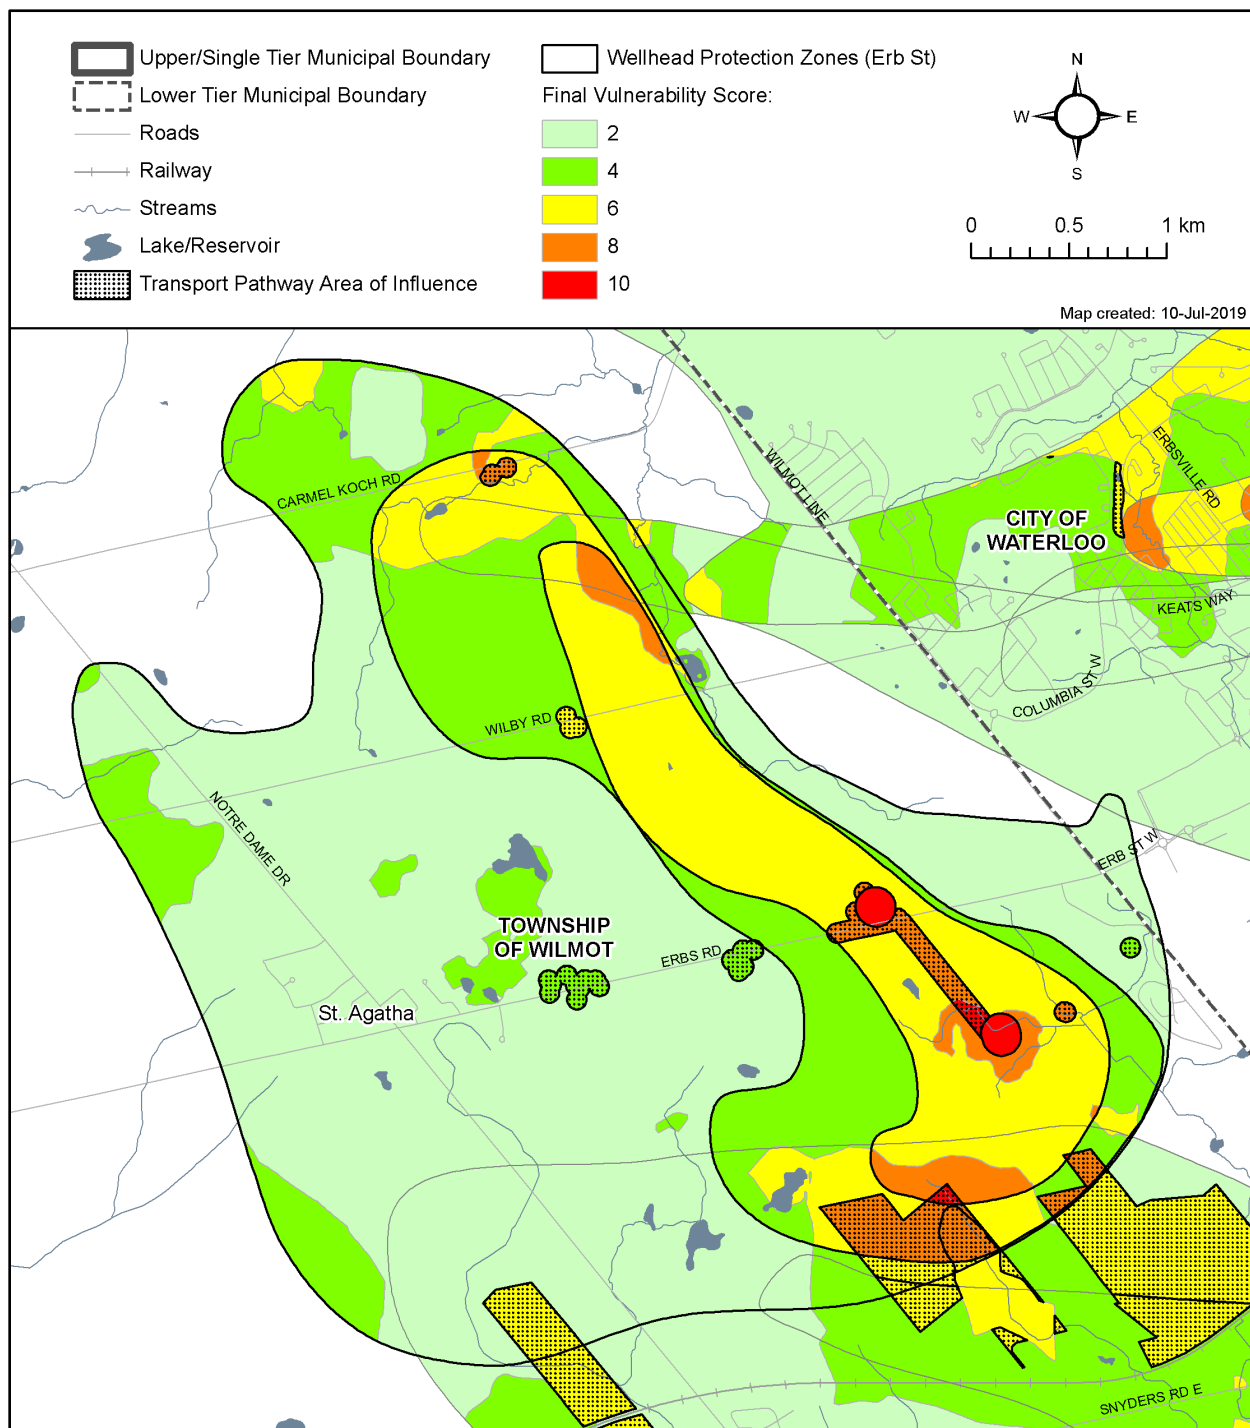 Upper/Single Tier Municipal Boundary
Lower Tier Municipal Boundary
Roads
Railway
Streams
Lake/Reservoir
Transport Pathway Area of Influence
Wellhead Protection Zones (Erb St)
Final Vulnerability Score:
2
4
6
8
10
N
W E
S
0 0.5 1 km
Map created: 10-Jul-2019
CARMEL KOCH RD
WILMOT LINE
ERBSVILLE RD
CITY OF
WATERLOO
KEATS WAY
COLUMBIA ST W
WILBY RD
NOTRE DAME DR
ERB ST W
TOWNSHIP
OF WILMOT
ERBS RD
St. Agatha
SNYDERS RD E